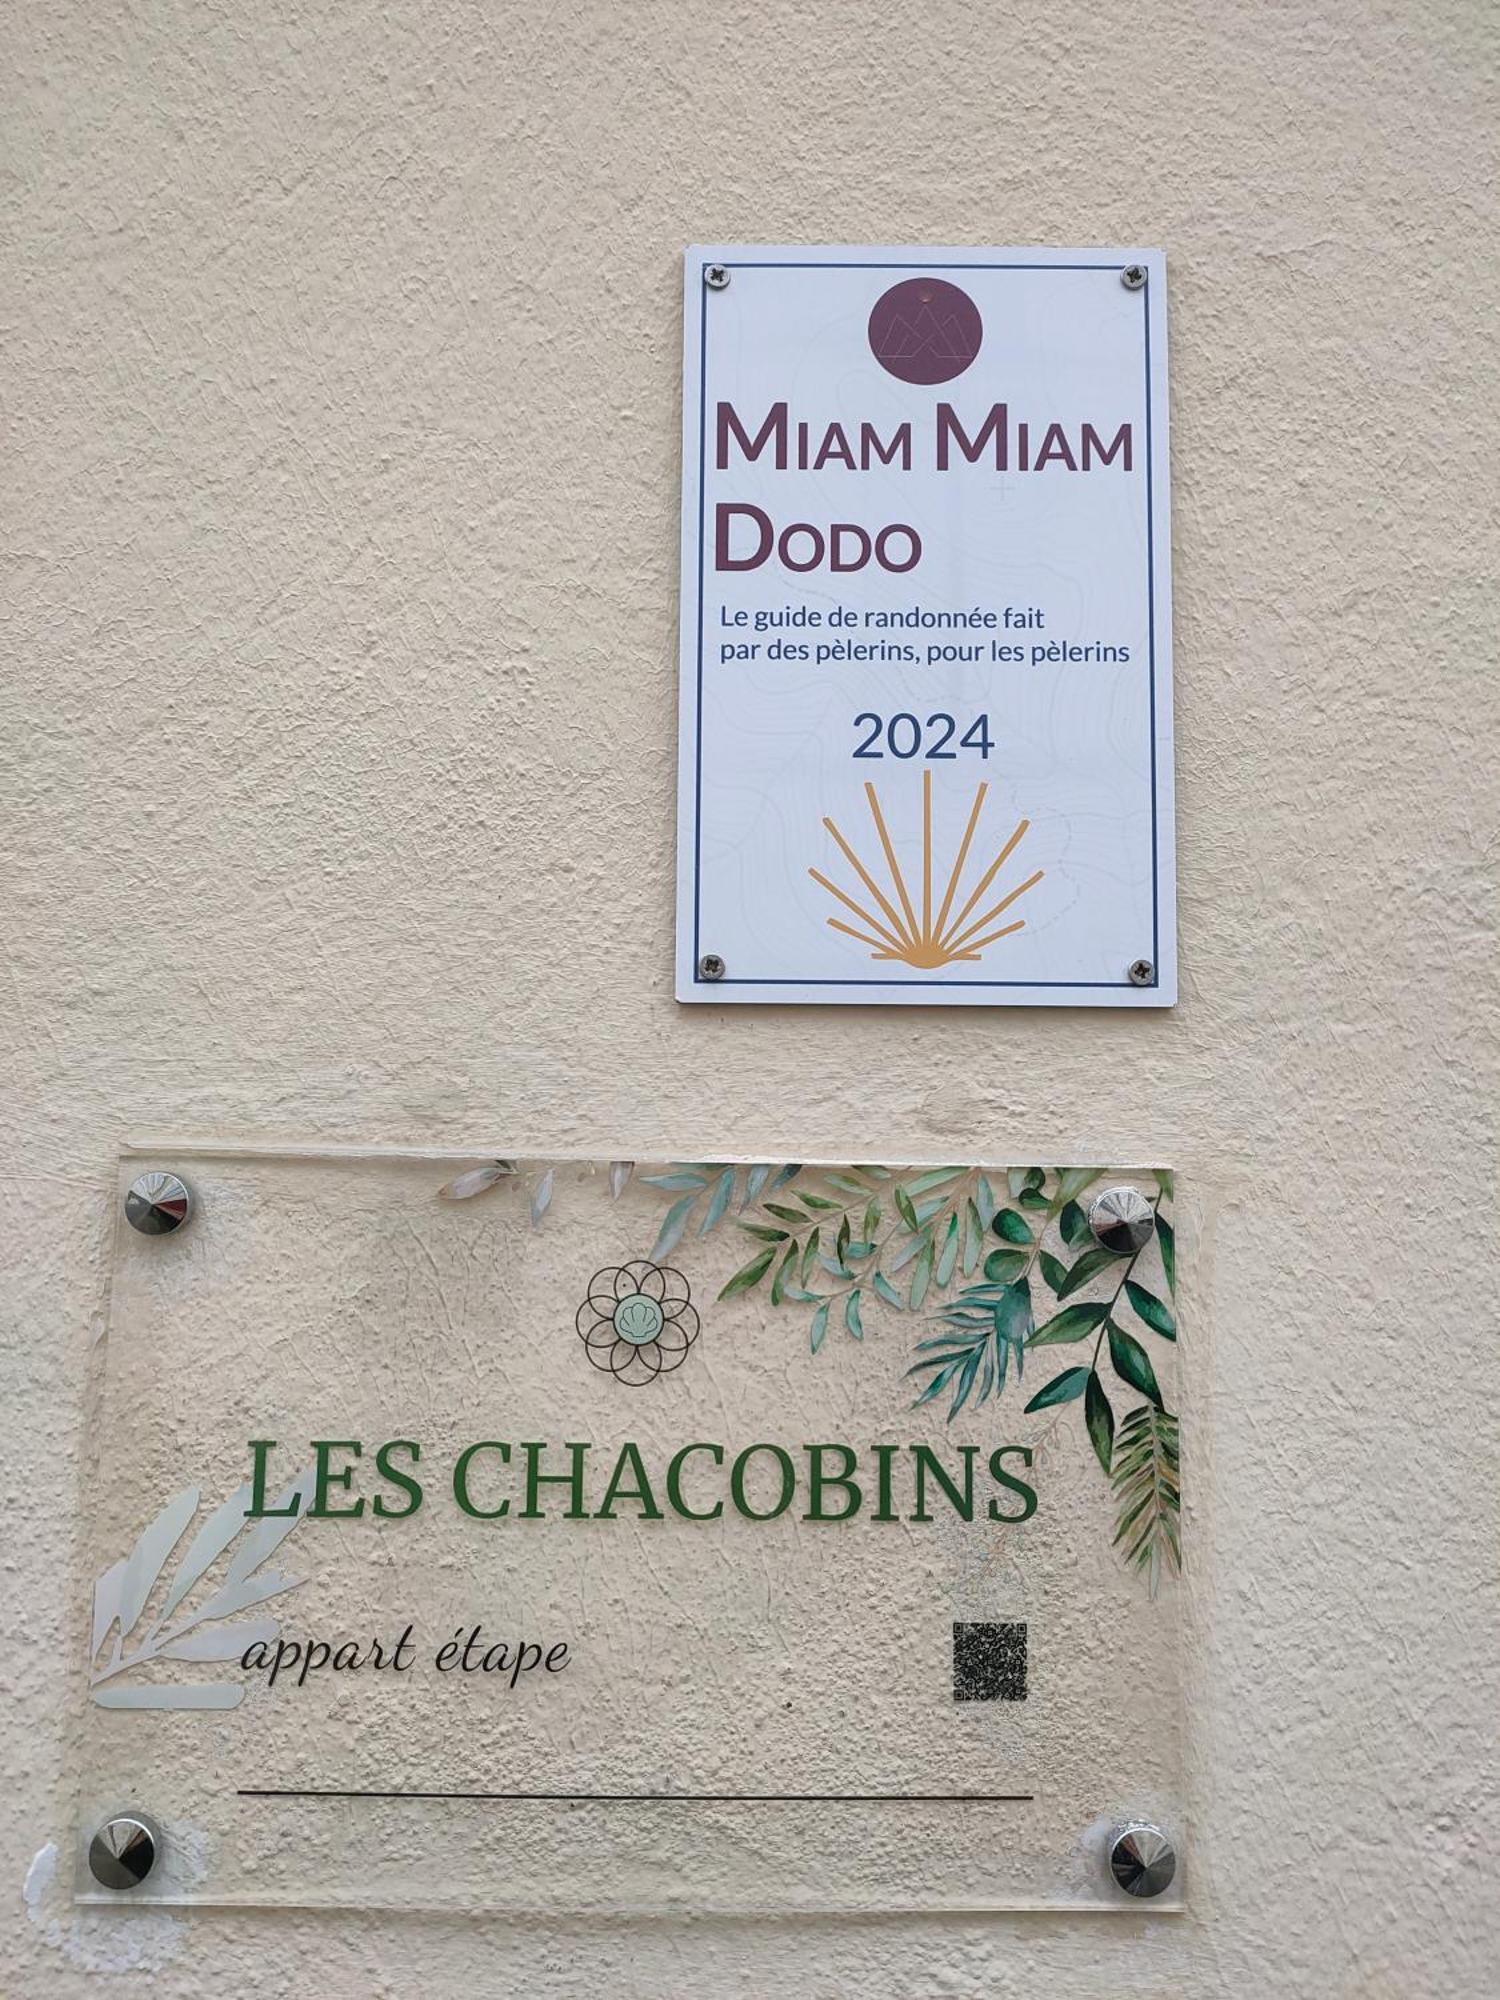 MIAM MIAM
DODO
Le guide de randonnée fait
par des pèlerins, pour les pèlerins
2024
LES CHACOBINS
appart étape